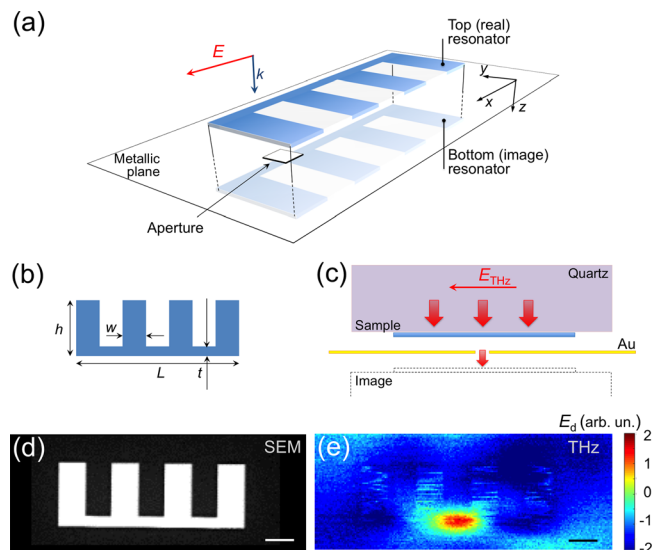 (a)
Top (real)
resonator
E
k
y
x
z
Metallic
plane
Bottom (image)
resonator
Aperture
(b)
h
w
L
t
(c)
E_THz
Quartz
Sample
Au
Image
(d)
SEM
(e)
THz
E_d (arb. un.)
2
1
0
-1
-2